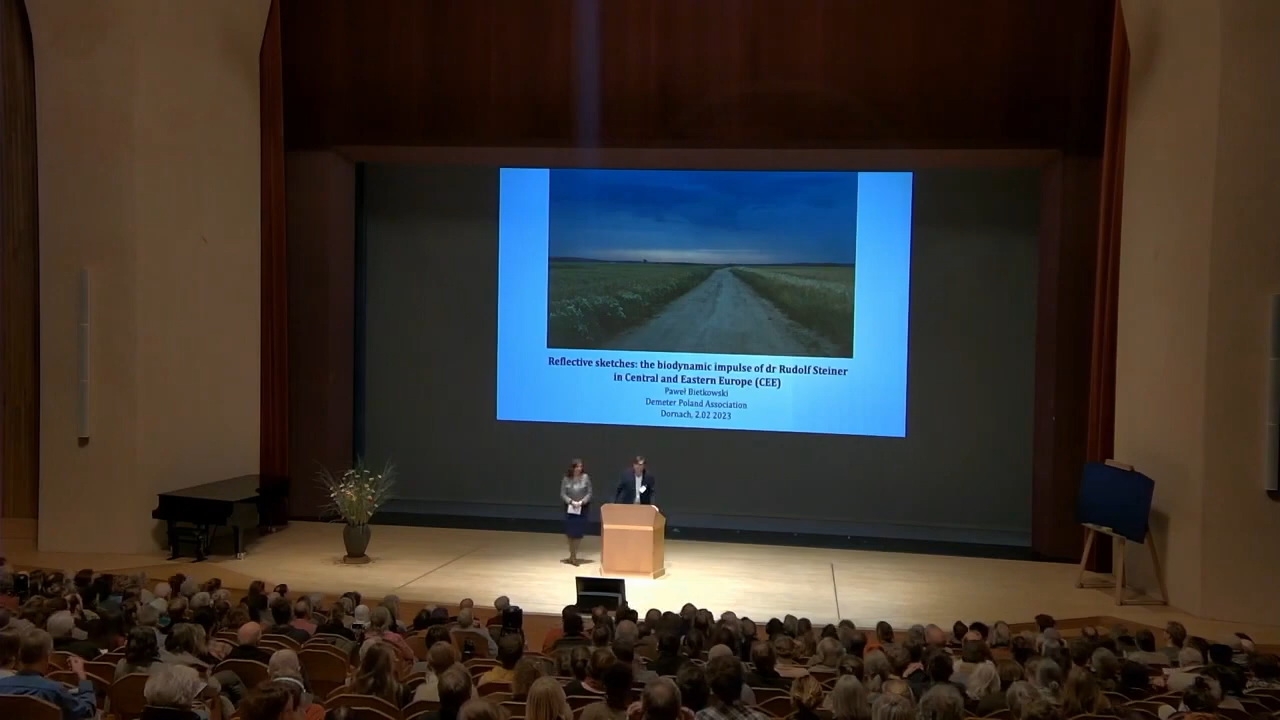 Reflective sketches: the biodynamic impulse of dr Rudolf Steiner
in Central and Eastern Europe (CEE)
Paweł Bietkowski
Demeter Poland Association
Dornach, 2.02 2023